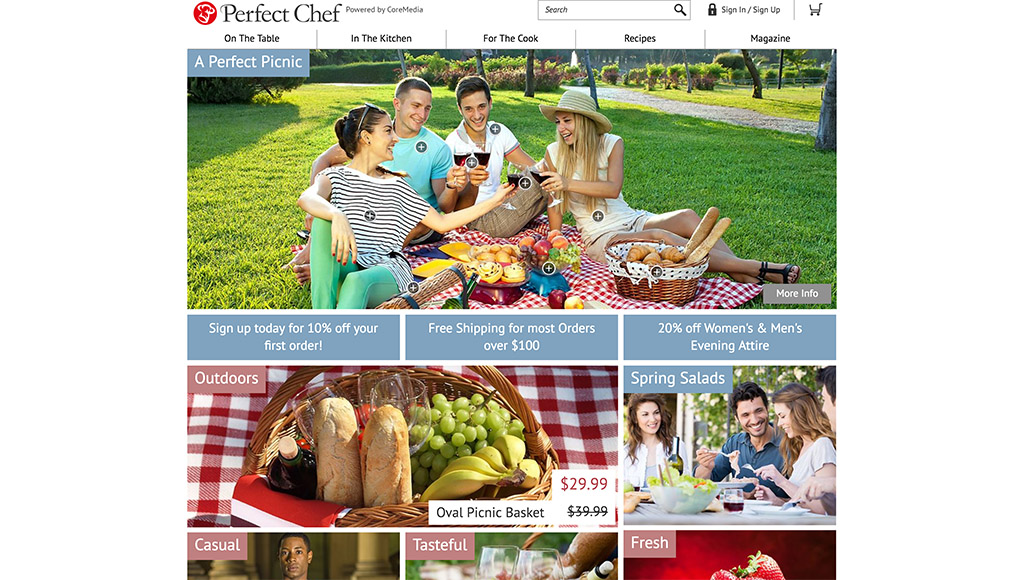 Perfect Chef Powered by CoreMedia
Search
Sign In / Sign Up
On The Table
In The Kitchen
For The Cook
Recipes
Magazine
A Perfect Picnic
More Info
Sign up today for 10% off your
first order!
Free Shipping for most Orders
over $100
20% off Women's & Men's
Evening Attire
Outdoors
$29.99
Oval Picnic Basket $39.99
Spring Salads
Casual
Tasteful
Fresh